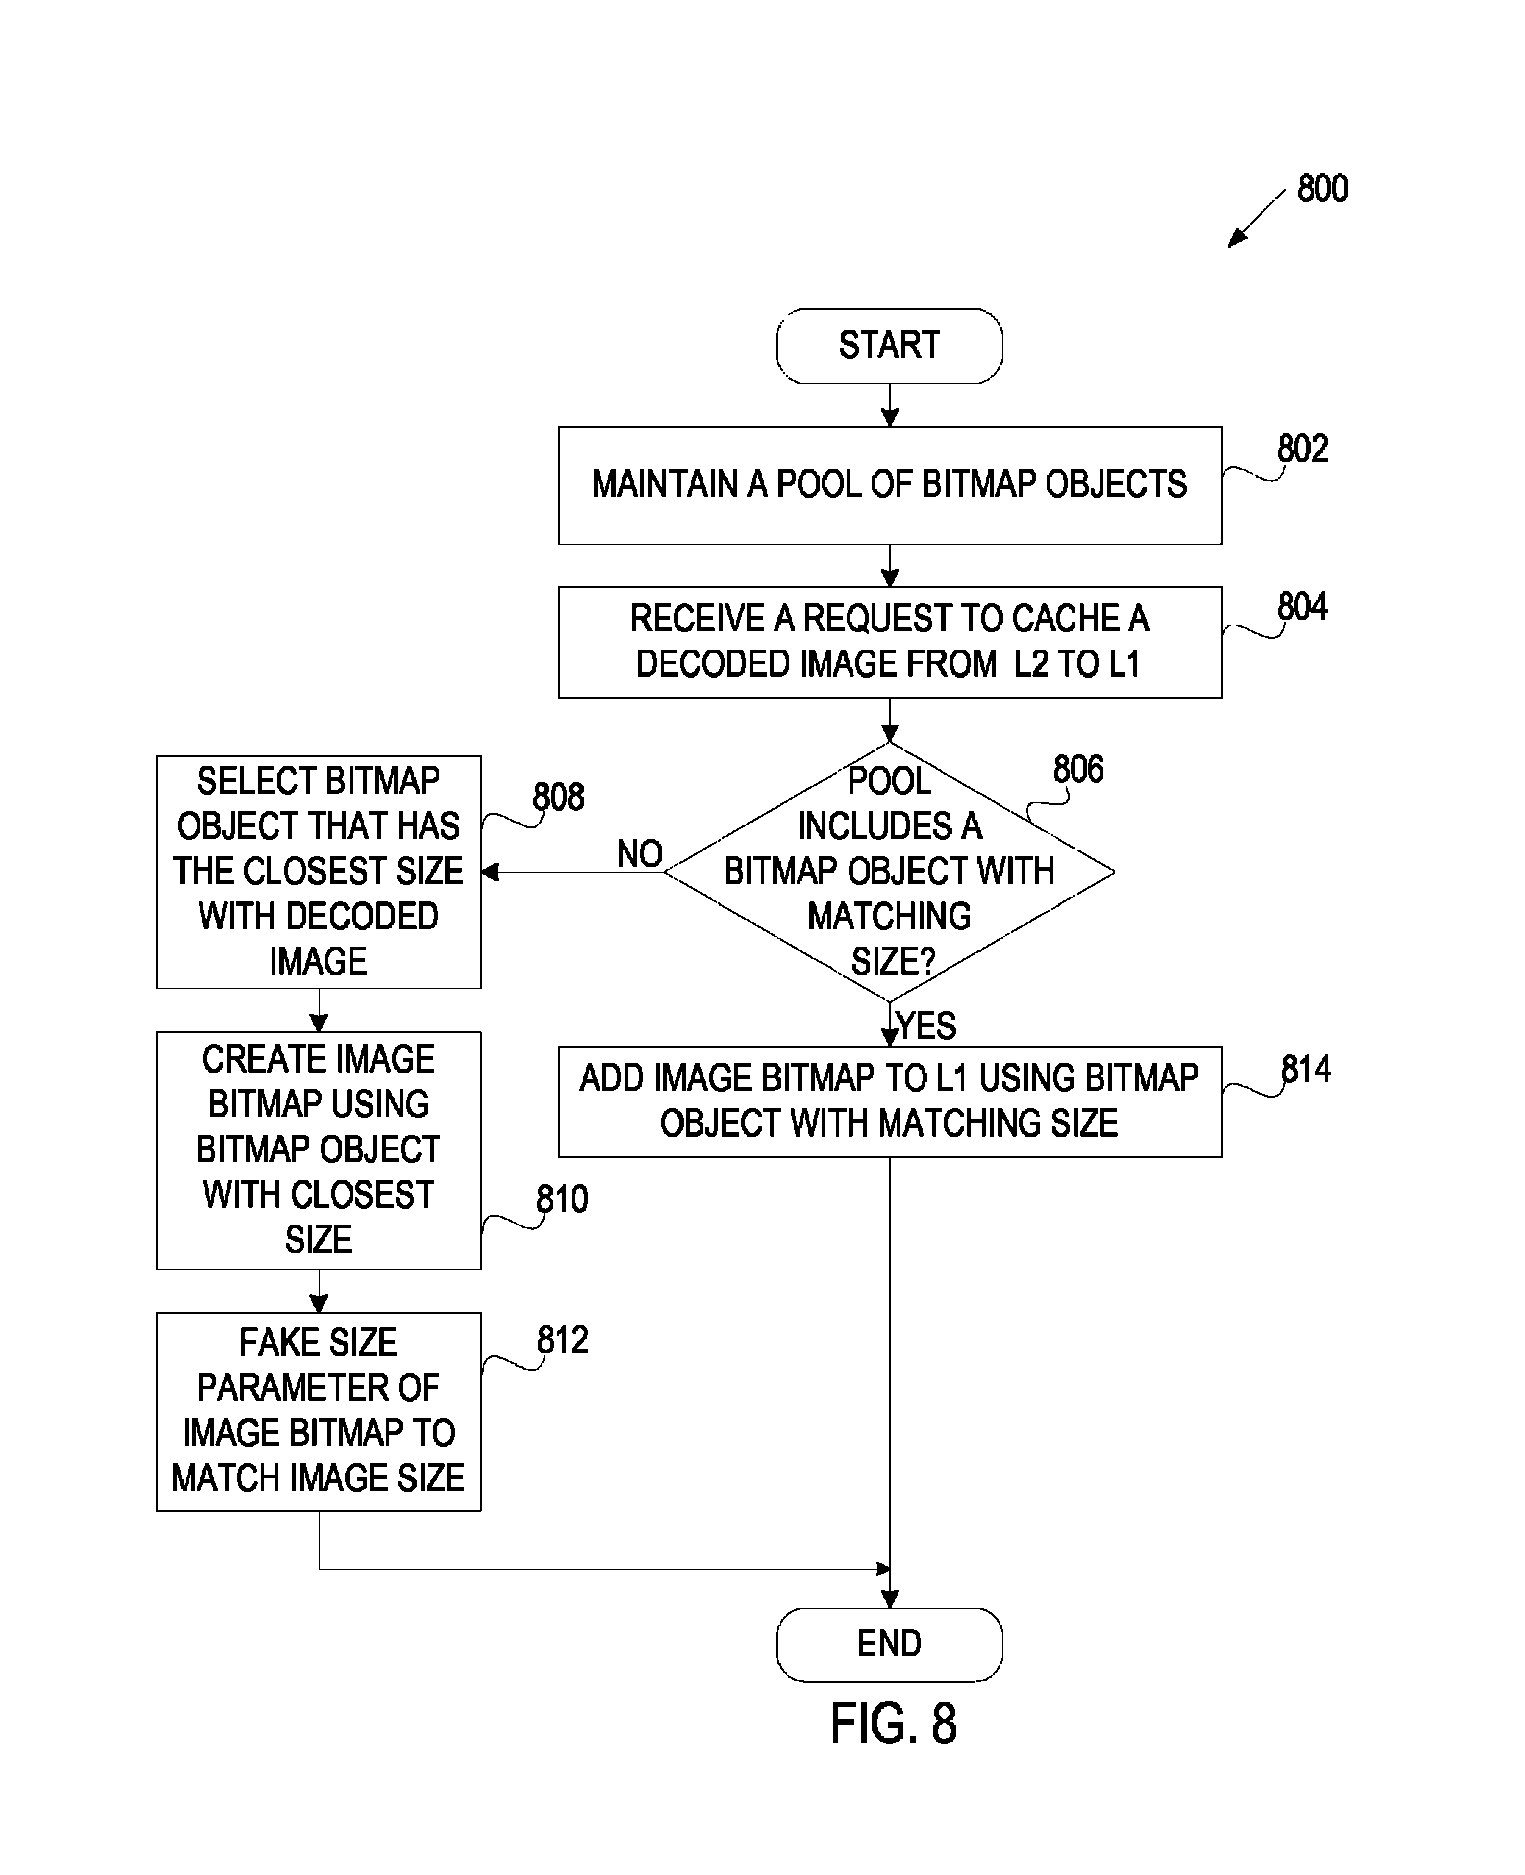 800
START
MAINTAIN A POOL OF BITMAP OBJECTS
802
RECEIVE A REQUEST TO CACHE A
DECODED IMAGE FROM L2 TO L1
804
POOL
INCLUDES A
BITMAP OBJECT WITH
MATCHING
SIZE?
806
NO
YES
SELECT BITMAP
OBJECT THAT HAS
THE CLOSEST SIZE
WITH DECODED
IMAGE
808
CREATE IMAGE
BITMAP USING
BITMAP OBJECT
WITH CLOSEST
SIZE
810
FAKE SIZE
PARAMETER OF
IMAGE BITMAP TO
MATCH IMAGE SIZE
812
ADD IMAGE BITMAP TO L1 USING BITMAP
OBJECT WITH MATCHING SIZE
814
END
FIG. 8